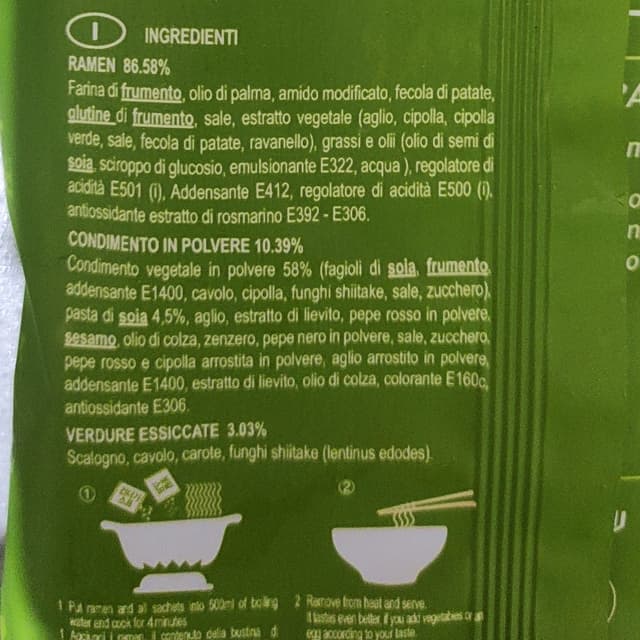 I INGREDIENTI
RAMEN 86.58%
Farina di frumento, olio di palma, amido modificato, fecola di patate,
glutine di frumento, sale, estratto vegetale (aglio, cipolla, cipolla
verde, sale, fecola di patate, ravanello), grassi e olii (olio di semi di
soia, sciroppo di glucosio, emulsionante E322, acqua ), regolatore di
acidità E501 (i), Addensante E412, regolatore di acidità E500 (i),
antiossidante estratto di rosmarino E392 - E306.
CONDIMENTO IN POLVERE 10.39%
Condimento vegetale in polvere 58% (fagioli di soia, frumento,
addensante E1400, cavolo, cipolla, funghi shiitake, sale, zucchero),
pasta di soia 4,5%, aglio, estratto di lievito, pepe rosso in polvere,
sesamo, olio di colza, zenzero, pepe nero in polvere, sale, zucchero,
pepe rosso e cipolla arrostita in polvere, aglio arrostito in polvere,
addensante E1400, estratto di lievito, olio di colza, colorante E160c,
antiossidante E306.
VERDURE ESSICCATE 3.03%
Scalogno, cavolo, carote, funghi shiitake (lentinus edodes).
1 2
1 Put ramen and all sachets into 500ml of boiling
water and cook for 4 minutes
2 Remove from heat and serve.
It tastes even better, if you add vegetables or an
egg according to your taste.
1 Aggiungi il ramen, il contenuto della bustina di